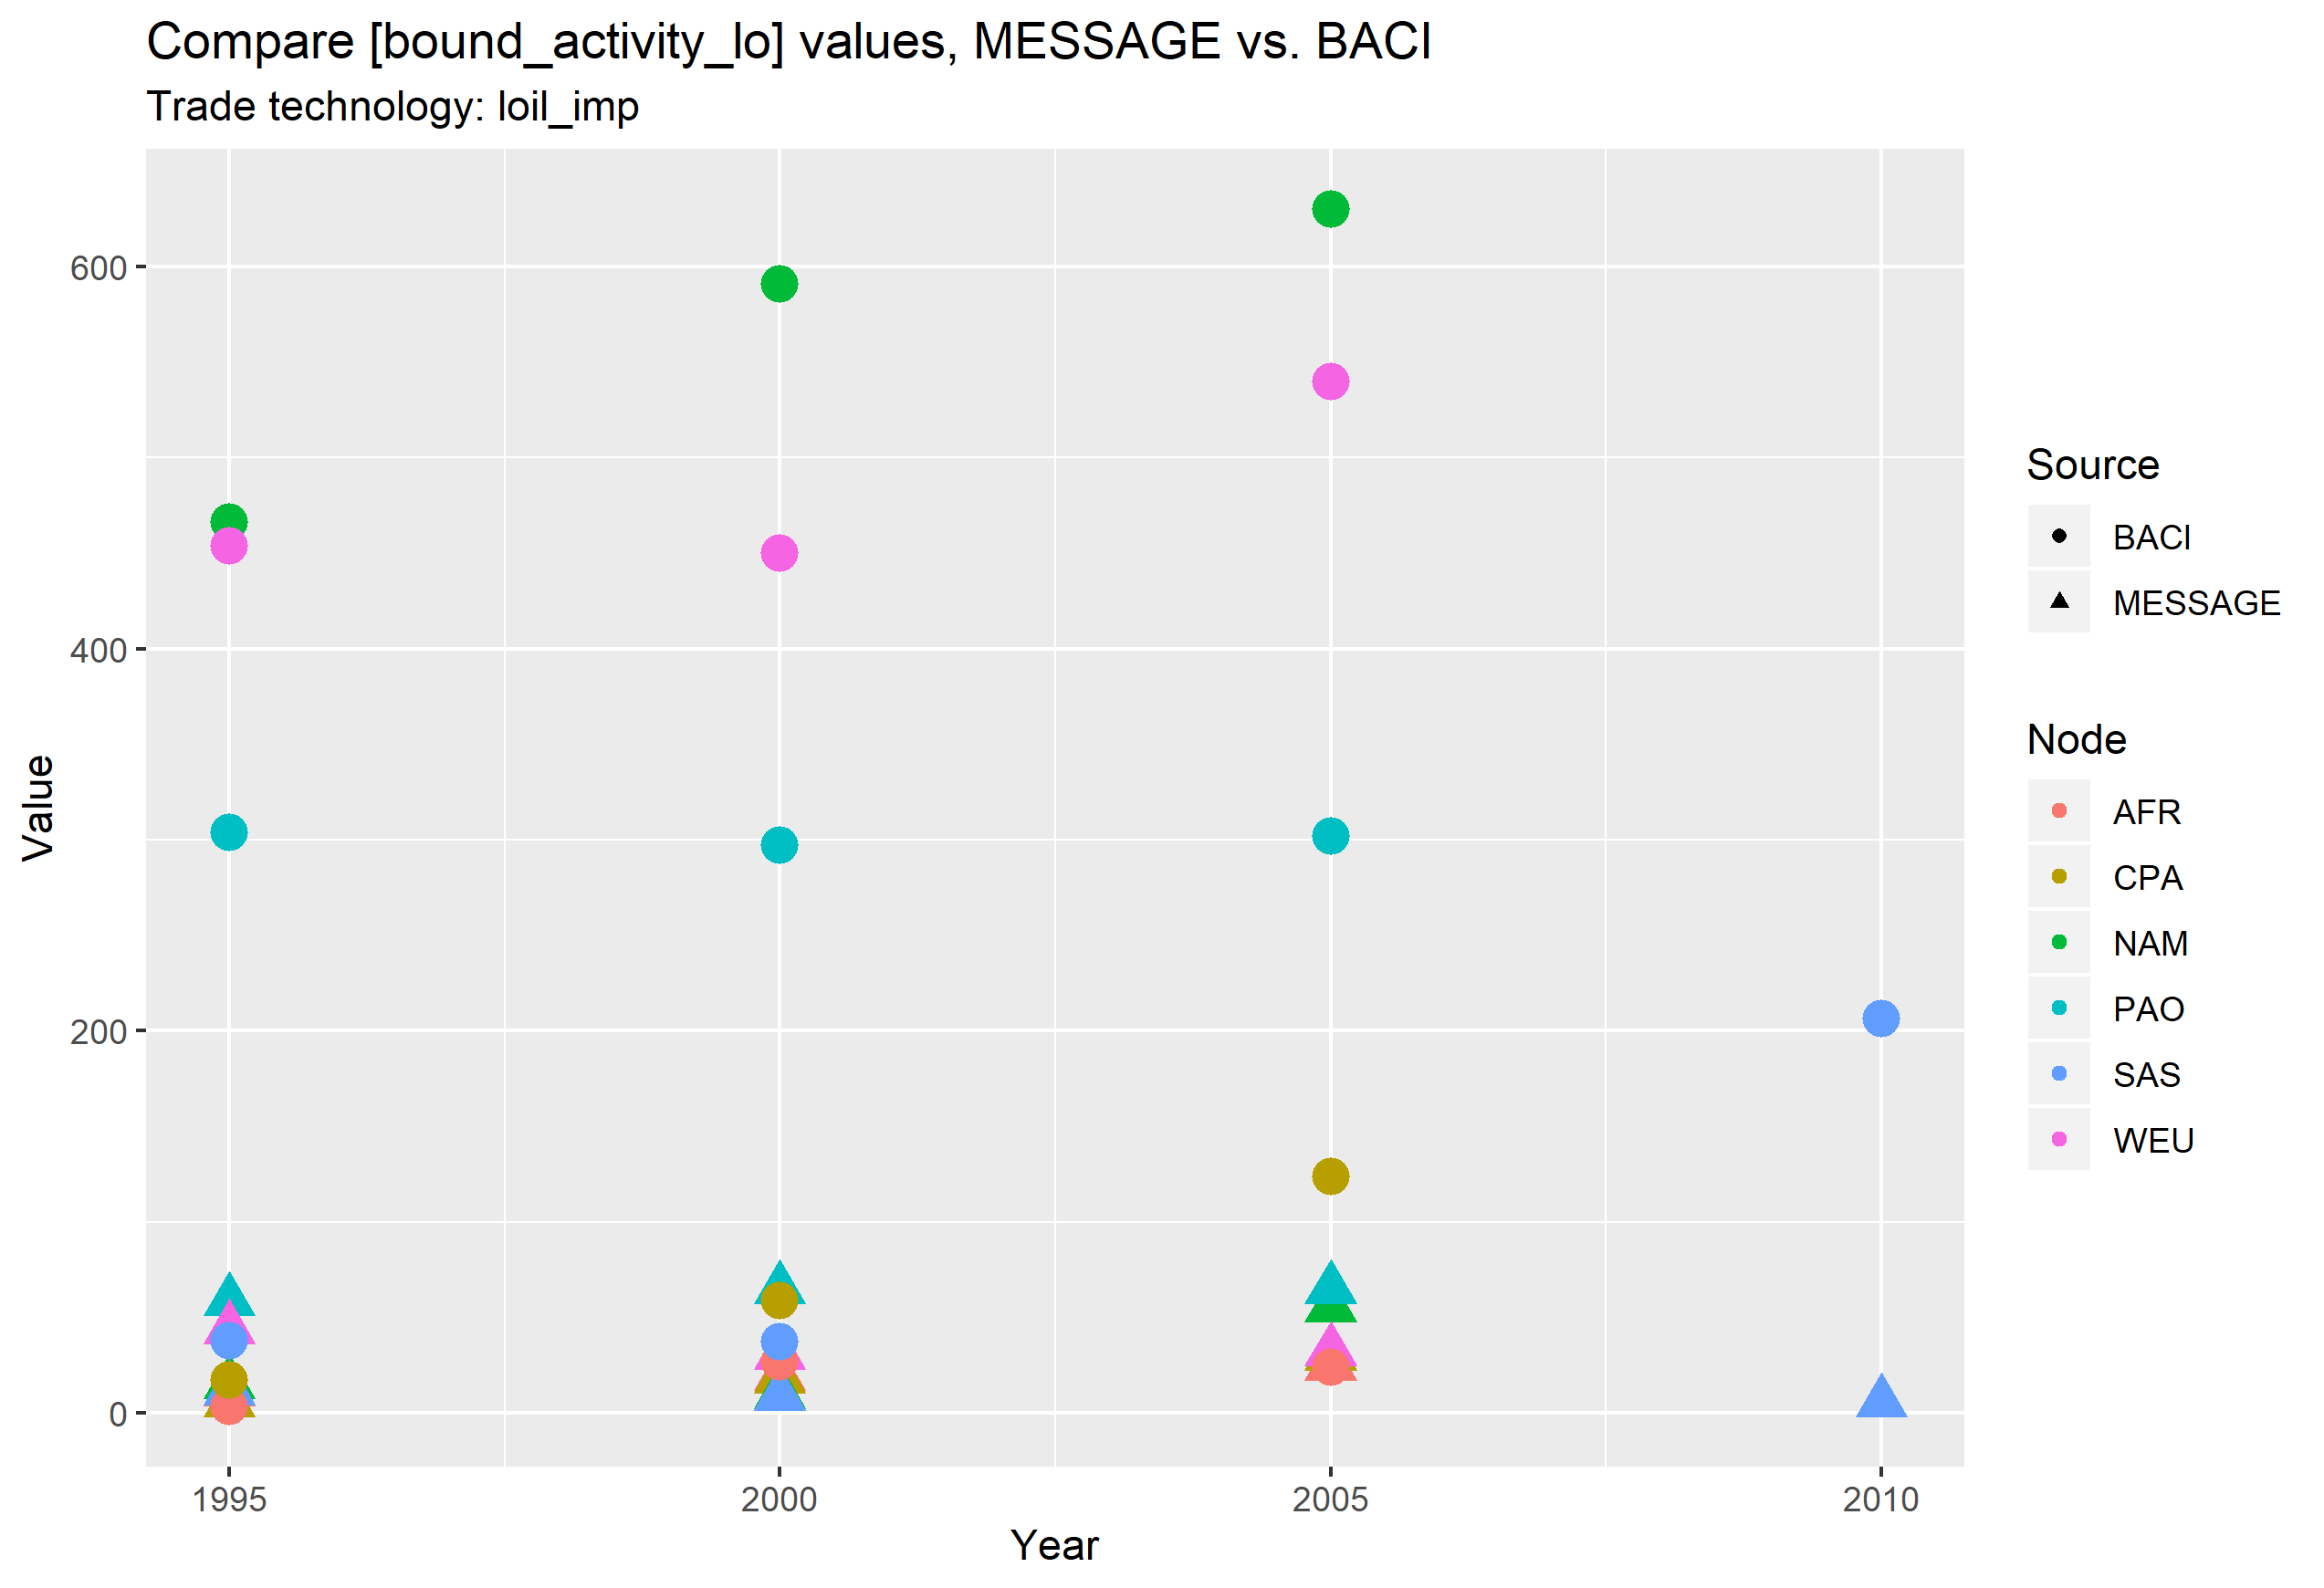 Compare [bound_activity_lo] values, MESSAGE vs. BACI
Trade technology: loil_imp
Value
600
400
200
0
1995
2000
2005
2010
Year
Source
BACI
MESSAGE
Node
AFR
CPA
NAM
PAO
SAS
WEU